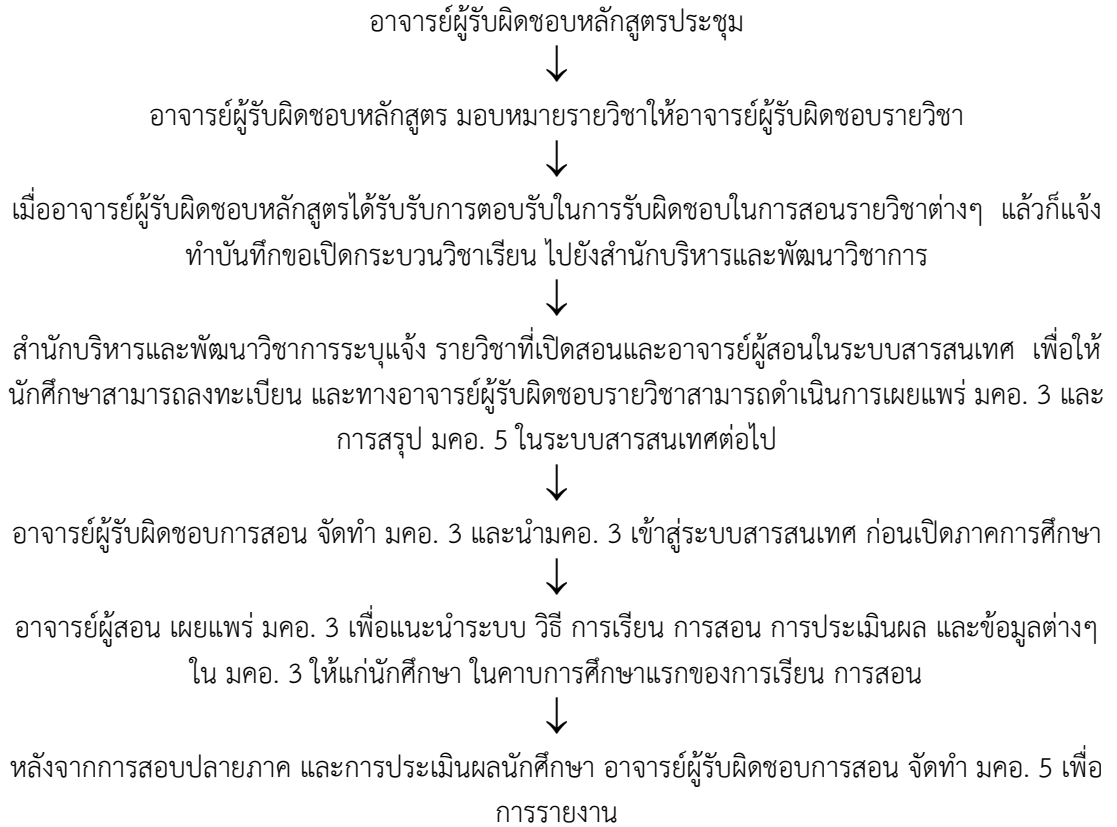 อาจารย์ผู้รับผิดชอบหลักสูตรประชุม
↓
อาจารย์ผู้รับผิดชอบหลักสูตร มอบหมายรายวิชาให้อาจารย์ผู้รับผิดชอบรายวิชา
↓
เมื่ออาจารย์ผู้รับผิดชอบหลักสูตรได้รับรับการตอบรับในการรับผิดชอบในการสอนรายวิชาต่างๆ แล้วก็แจ้ง
ทำบันทึกขอเปิดกระบวนวิชาเรียน ไปยังสำนักบริหารและพัฒนาวิชาการ
↓
สำนักบริหารและพัฒนาวิชาการระบุแจ้ง รายวิชาที่เปิดสอนและอาจารย์ผู้สอนในระบบสารสนเทศ เพื่อให้
นักศึกษาสามารถลงทะเบียน และทางอาจารย์ผู้รับผิดชอบรายวิชาสามารถดำเนินการเผยแพร่ มคอ. 3 และ
การสรุป มคอ. 5 ในระบบสารสนเทศต่อไป
↓
อาจารย์ผู้รับผิดชอบการสอน จัดทำ มคอ. 3 และนำมคอ. 3 เข้าสู่ระบบสารสนเทศ ก่อนเปิดภาคการศึกษา
↓
อาจารย์ผู้สอน เผยแพร่ มคอ. 3 เพื่อแนะนำระบบ วิธี การเรียน การสอน การประเมินผล และข้อมูลต่างๆ
ใน มคอ. 3 ให้แก่นักศึกษา ในคาบการศึกษาแรกของการเรียน การสอน
↓
หลังจากการสอบปลายภาค และการประเมินผลนักศึกษา อาจารย์ผู้รับผิดชอบการสอน จัดทำ มคอ. 5 เพื่อ
การรายงาน